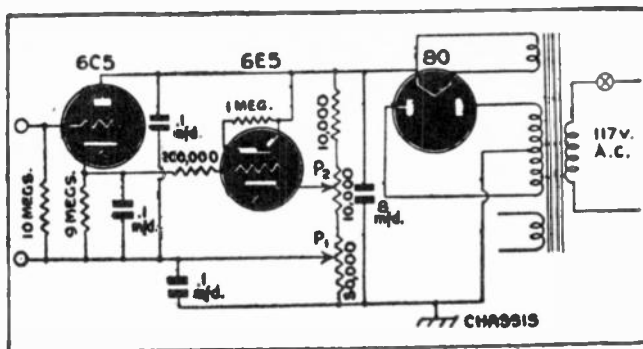 6C5
6E5
80
1 MEG.
.1
mfd.
10,000
117 v.
A.C.
200,000
P2
10,000
8
mfd.
10 MEGS.
9 MEGS.
.1
mfd.
P1
50,000
.1
mfd.
CHASSIS